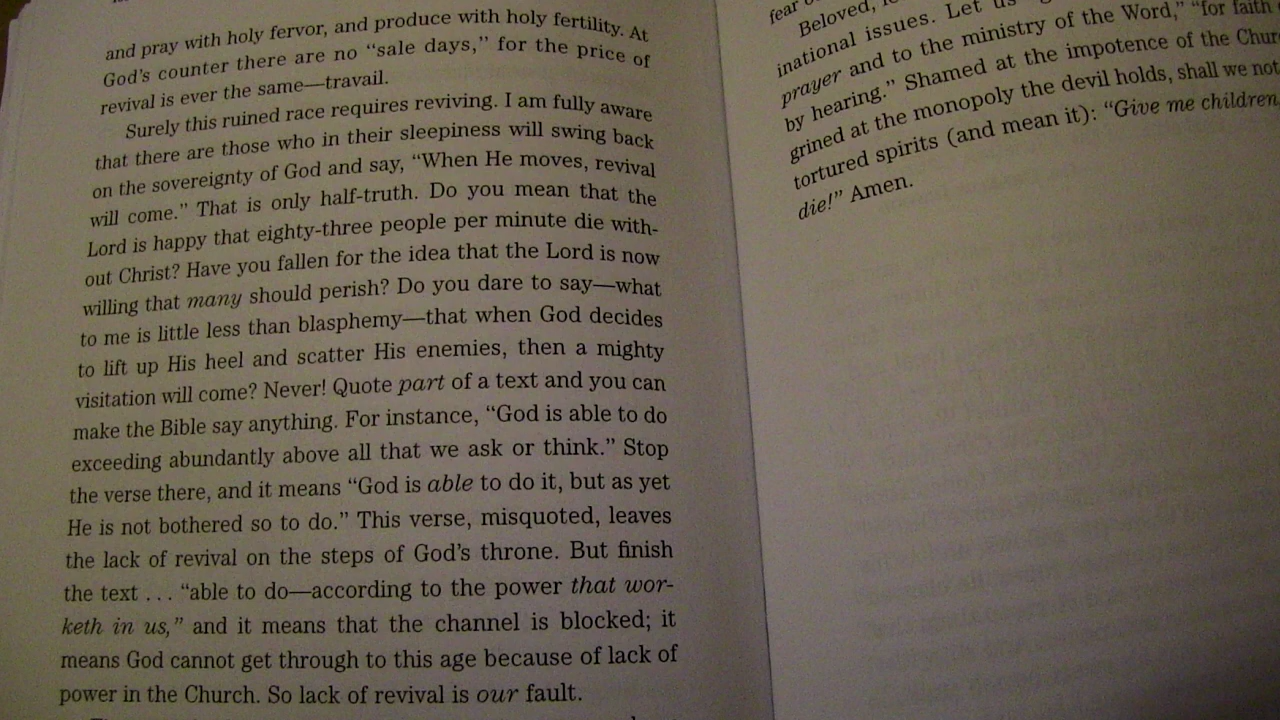 and pray with holy fervor, and produce with holy fertility. At
God's counter there are no “sale days,” for the price of
revival is ever the same—travail.
Surely this ruined race requires reviving. I am fully aware
that there are those who in their sleepiness will swing back
on the sovereignty of God and say, “When He moves, revival
will come.” That is only half-truth. Do you mean that the
Lord is happy that eighty-three people per minute die with-
out Christ? Have you fallen for the idea that the Lord is now
willing that many should perish? Do you dare to say—what
to me is little less than blasphemy—that when God decides
to lift up His heel and scatter His enemies, then a mighty
visitation will come? Never! Quote part of a text and you can
make the Bible say anything. For instance, “God is able to do
exceeding abundantly above all that we ask or think.” Stop
the verse there, and it means “God is able to do it, but as yet
He is not bothered so to do.” This verse, misquoted, leaves
the lack of revival on the steps of God's throne. But finish
the text . . . “able to do—according to the power that wor-
keth in us,” and it means that the channel is blocked; it
means God cannot get through to this age because of lack of
power in the Church. So lack of revival is our fault.
fear
Beloved,
inational issues. Let us
prayer and to the ministry of the Word,” “for faith
by hearing.” Shamed at the impotence of the
grined at the monopoly the devil holds, shall we not
tortured spirits (and mean it): “Give me children,
die!” Amen.